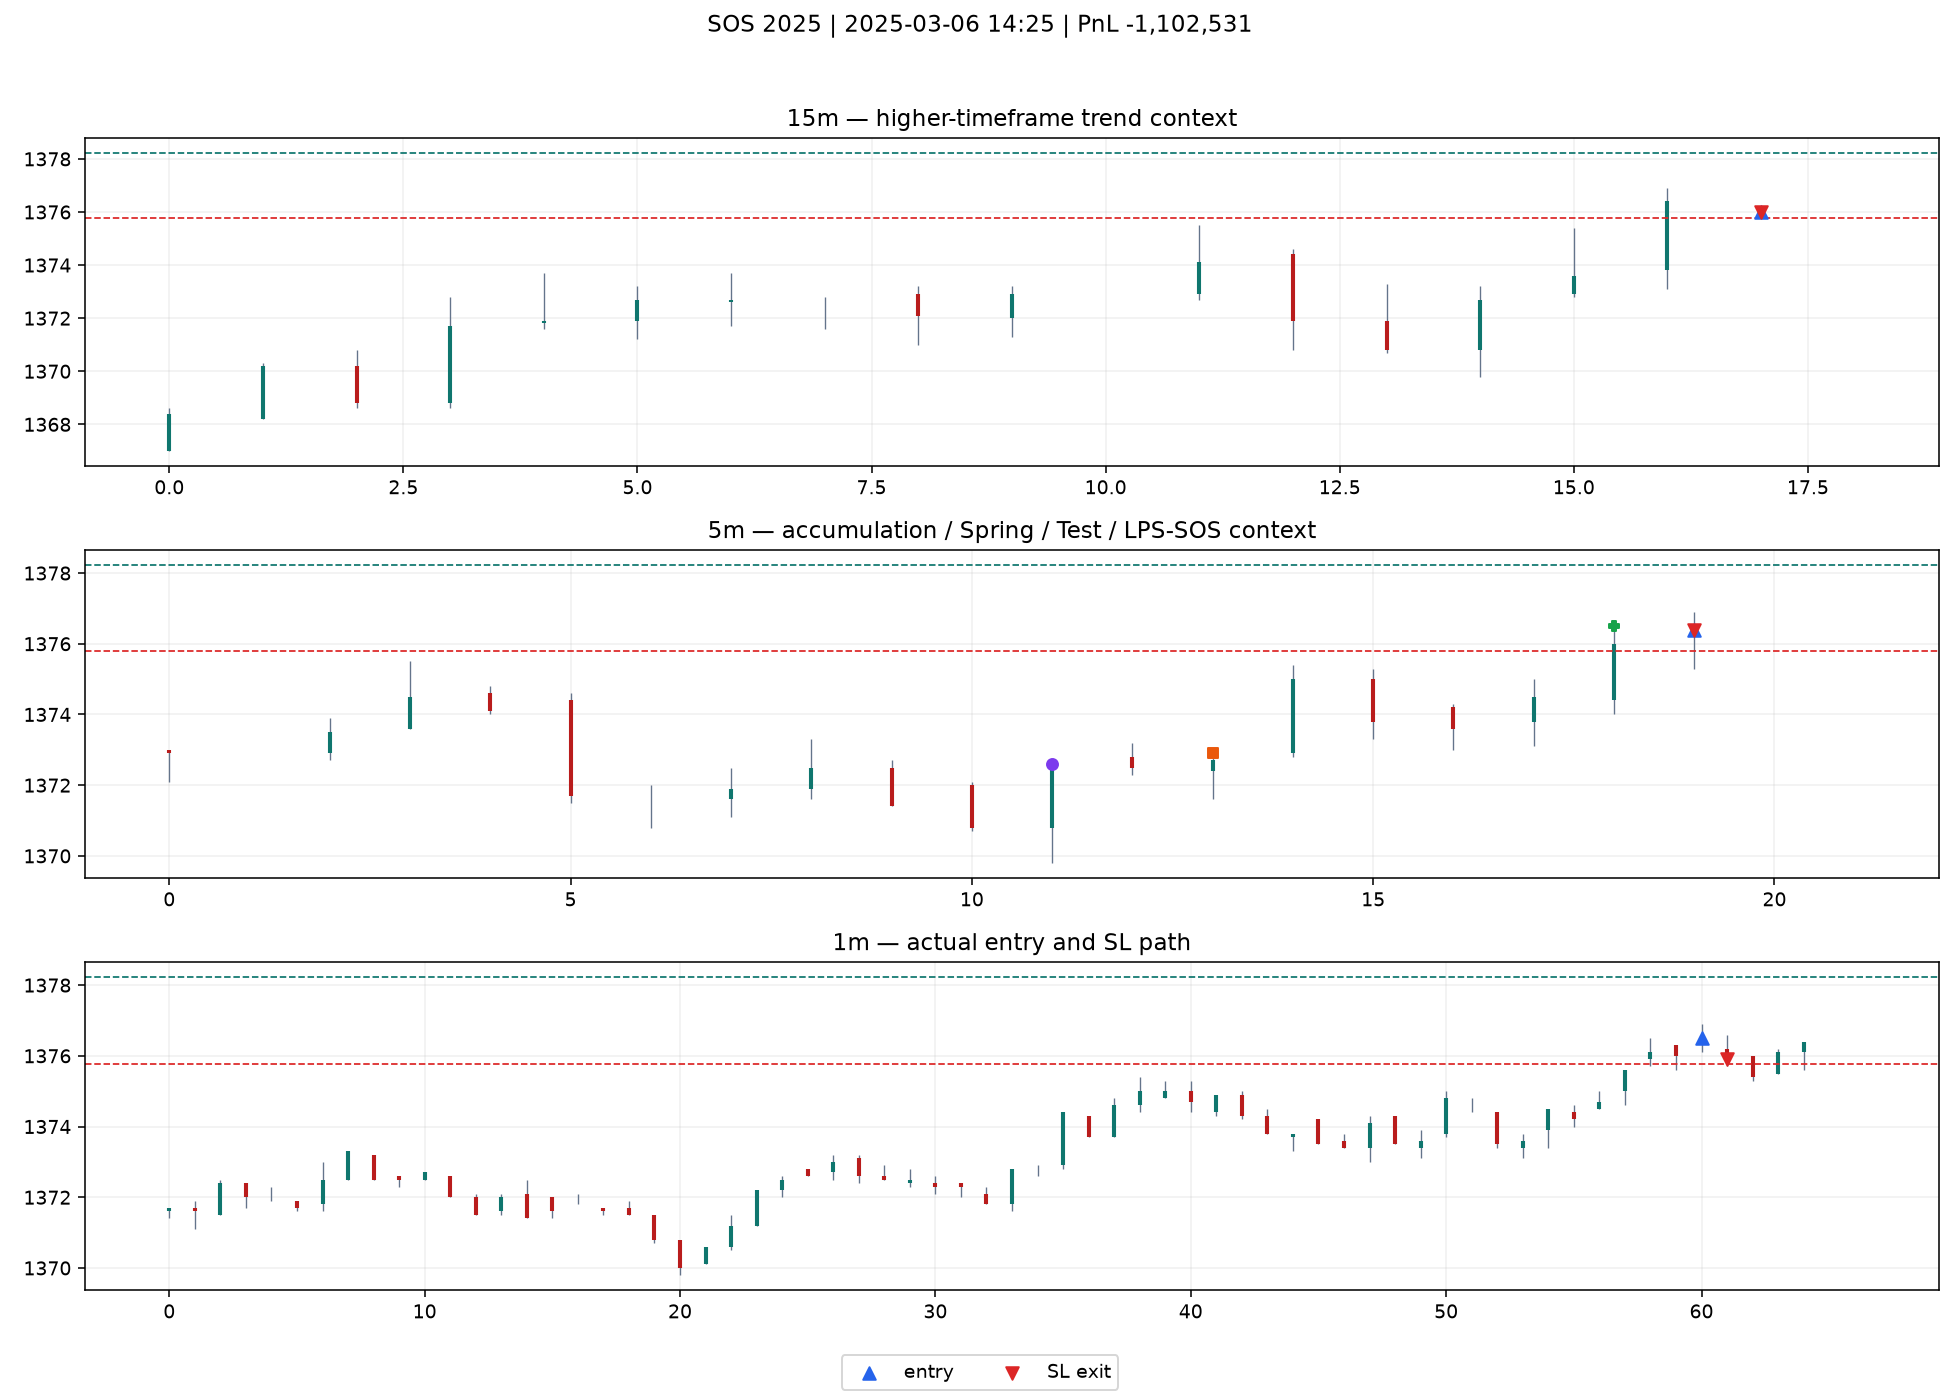 SOS 2025 | 2025-03-06 14:25 | PnL -1,102,531
15m — higher-timeframe trend context
1378
1376
1374
1372
1370
1368
0.0 2.5 5.0 7.5 10.0 12.5 15.0 17.5
5m — accumulation / Spring / Test / LPS-SOS context
1378
1376
1374
1372
1370
0 5 10 15 20
1m — actual entry and SL path
1378
1376
1374
1372
1370
0 10 20 30 40 50 60
entry SL exit